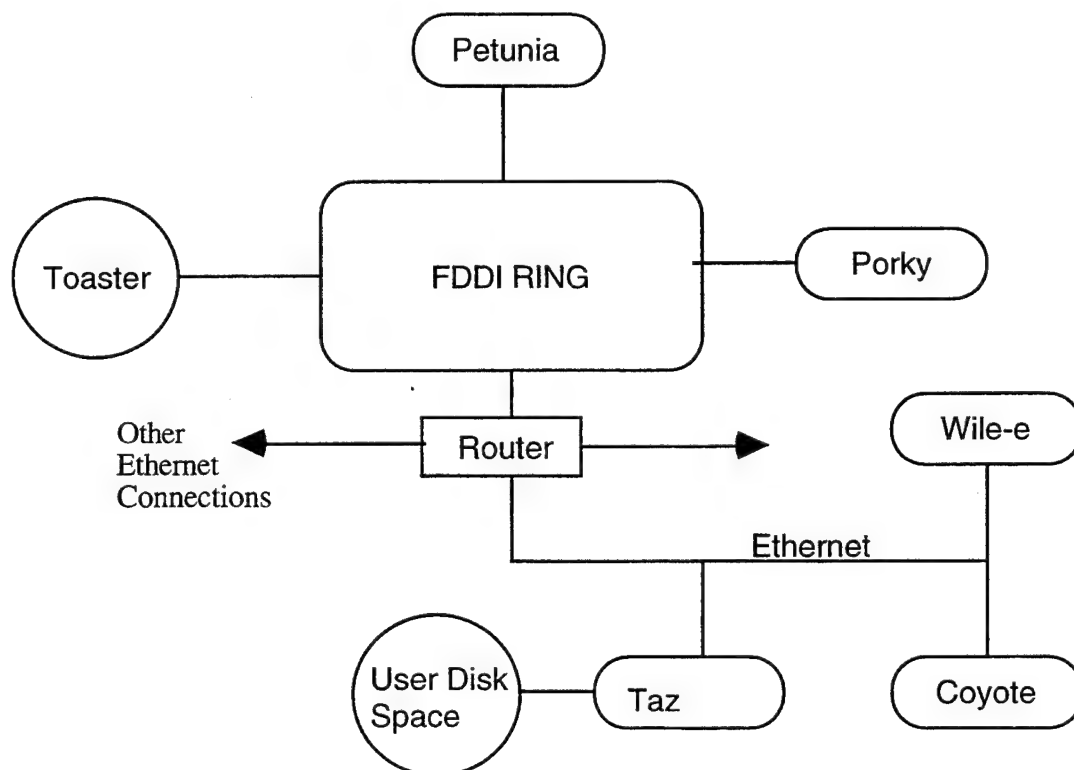 Petunia
Toaster
FDDI RING
Porky
Other
Ethernet
Connections
Router
Wile-e
Ethernet
User Disk
Space
Taz
Coyote